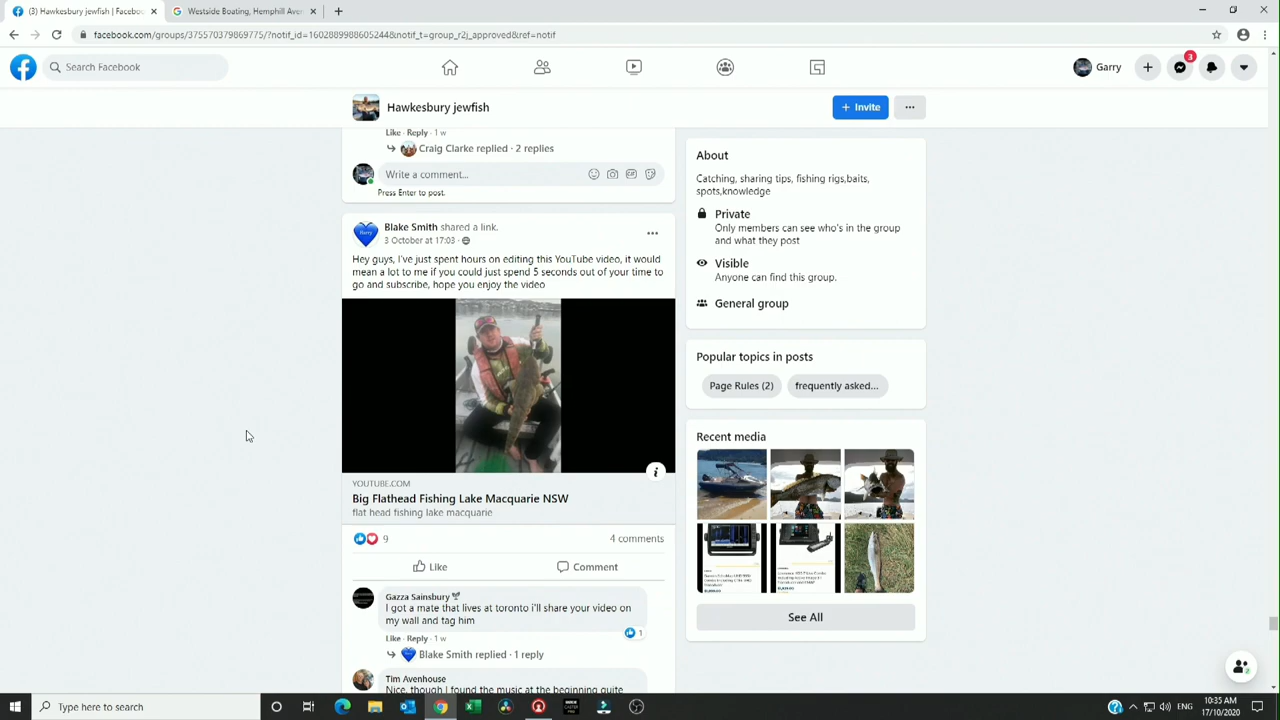 (3) Hawkesbury jewfish | Faceboo
Westside Boating, Hemphill Aven
facebook.com/groups/375570379869775/?notif_id=1602889988605244&notif_t=group_r2j_approved&ref=notif
Search Facebook
Garry
3
Hawkesbury jewfish
+ Invite
Like · Reply · 1 w
Craig Clarke replied · 2 replies
Write a comment...
GIF
Press Enter to post.
Blake Smith shared a link.
3 October at 17:03
Hey guys, I've just spent hours on editing this YouTube video, it would
mean a lot to me if you could just spend 5 seconds out of your time to
go and subscribe, hope you enjoy the video
YOUTUBE.COM
Big Flathead Fishing Lake Macquarie NSW
flat head fishing lake macquarie
9
4 comments
Like
Comment
Gazza Sainsbury
I got a mate that lives at toronto i'll share your video on
my wall and tag him
1
Like · Reply · 1 w
Blake Smith replied · 1 reply
Tim Avenhouse
Nice, though I found the music at the beginning quite
About
Catching, sharing tips, fishing rigs,baits,
spots,knowledge
Private
Only members can see who's in the group
and what they post
Visible
Anyone can find this group.
General group
Popular topics in posts
Page Rules (2)
frequently asked...
Recent media
See All
Type here to search
ENG
10:35 AM
17/10/2020